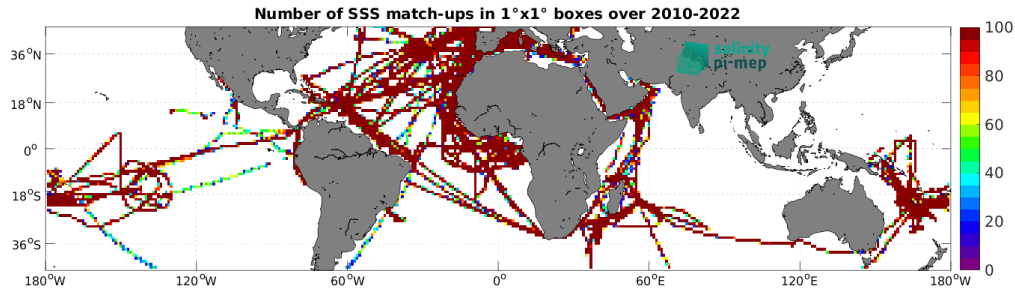 Number of SSS match-ups in 1°x1° boxes over 2010-2022
salinity
pi-mep
36°N
18°N
0°
18°S
36°S
180°W 120°W 60°W 0° 60°E 120°E 180°W
100
80
60
40
20
0